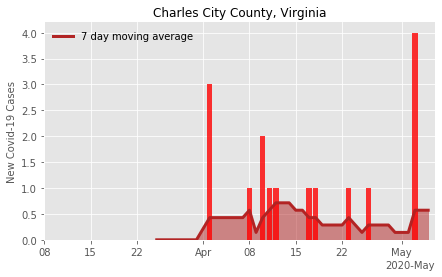 Charles City County, Virginia
7 day moving average
New Covid-19 Cases
4.0
3.5
3.0
2.5
2.0
1.5
1.0
0.5
0.0
08 15 22 Apr 08 15 22 May
2020-May